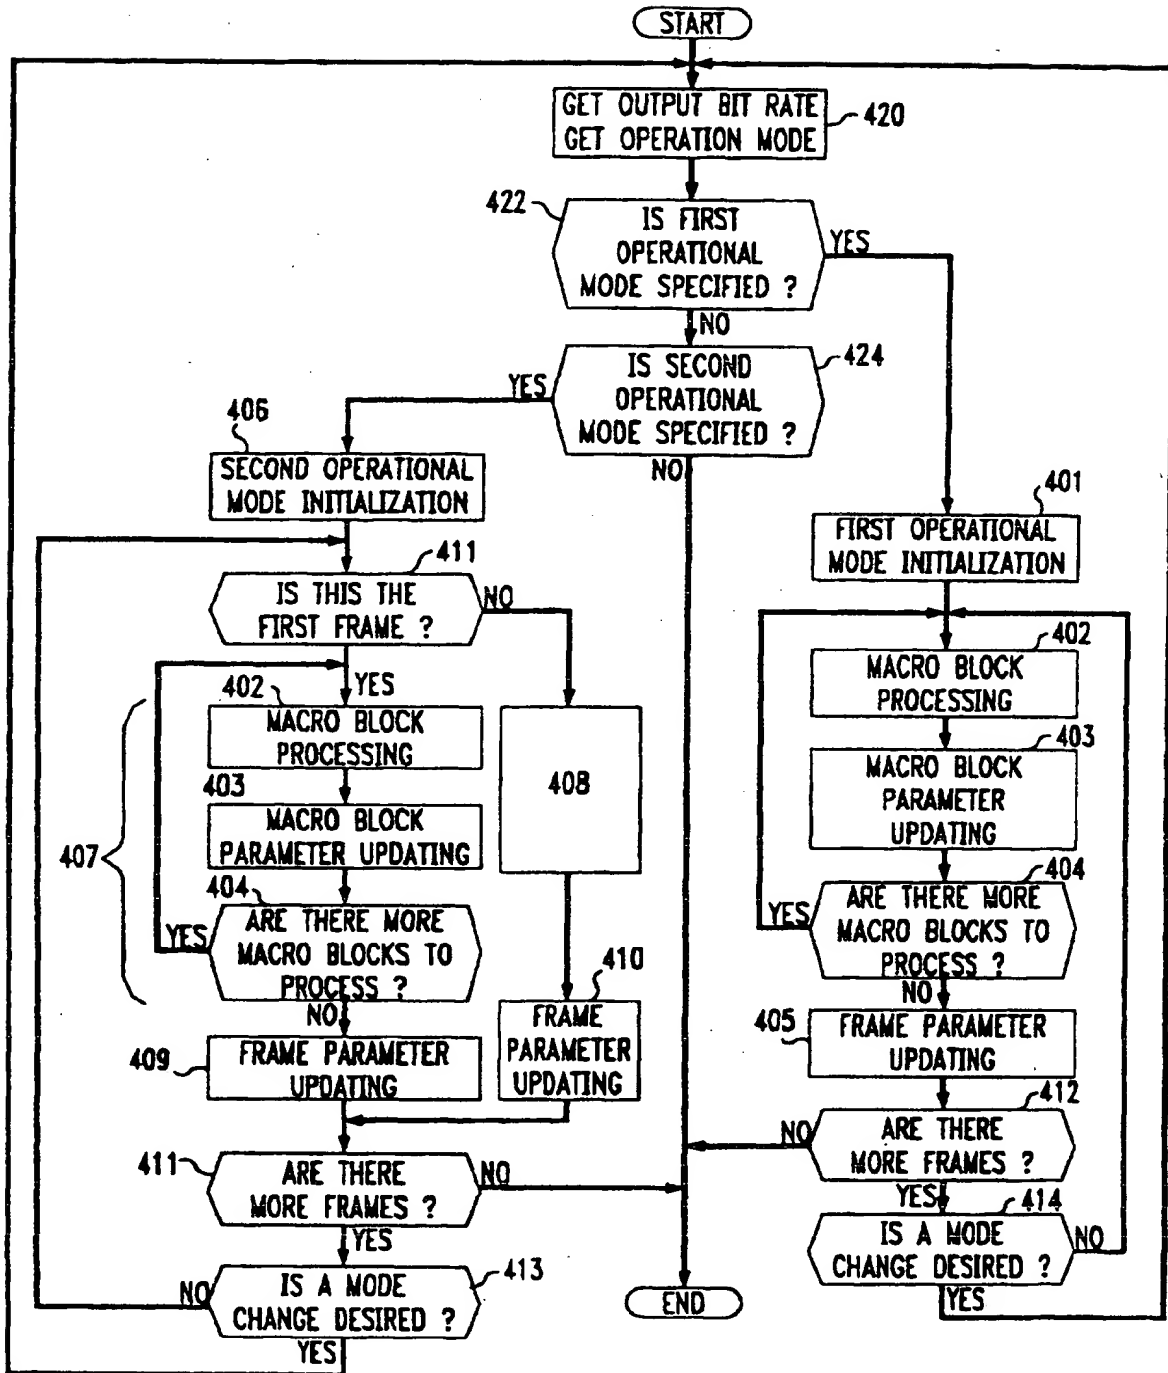 START
GET OUTPUT BIT RATE
GET OPERATION MODE
420
422
IS FIRST
OPERATIONAL
MODE SPECIFIED ?
YES
NO
424
IS SECOND
OPERATIONAL
MODE SPECIFIED ?
YES
NO
406
SECOND OPERATIONAL
MODE INITIALIZATION
411
IS THIS THE
FIRST FRAME ?
NO
YES
402
MACRO BLOCK
PROCESSING
403
MACRO BLOCK
PARAMETER UPDATING
407
404
ARE THERE MORE
MACRO BLOCKS TO
PROCESS ?
YES
NO
409
FRAME PARAMETER
UPDATING
408
410
FRAME
PARAMETER
UPDATING
411
ARE THERE
MORE FRAMES ?
NO
YES
413
IS A MODE
CHANGE DESIRED ?
NO
YES
END
401
FIRST OPERATIONAL
MODE INITIALIZATION
402
MACRO BLOCK
PROCESSING
403
MACRO BLOCK
PARAMETER
UPDATING
404
ARE THERE MORE
MACRO BLOCKS TO
PROCESS ?
YES
NO
405
FRAME PARAMETER
UPDATING
412
ARE THERE
MORE FRAMES ?
NO
YES
414
IS A MODE
CHANGE DESIRED ?
NO
YES